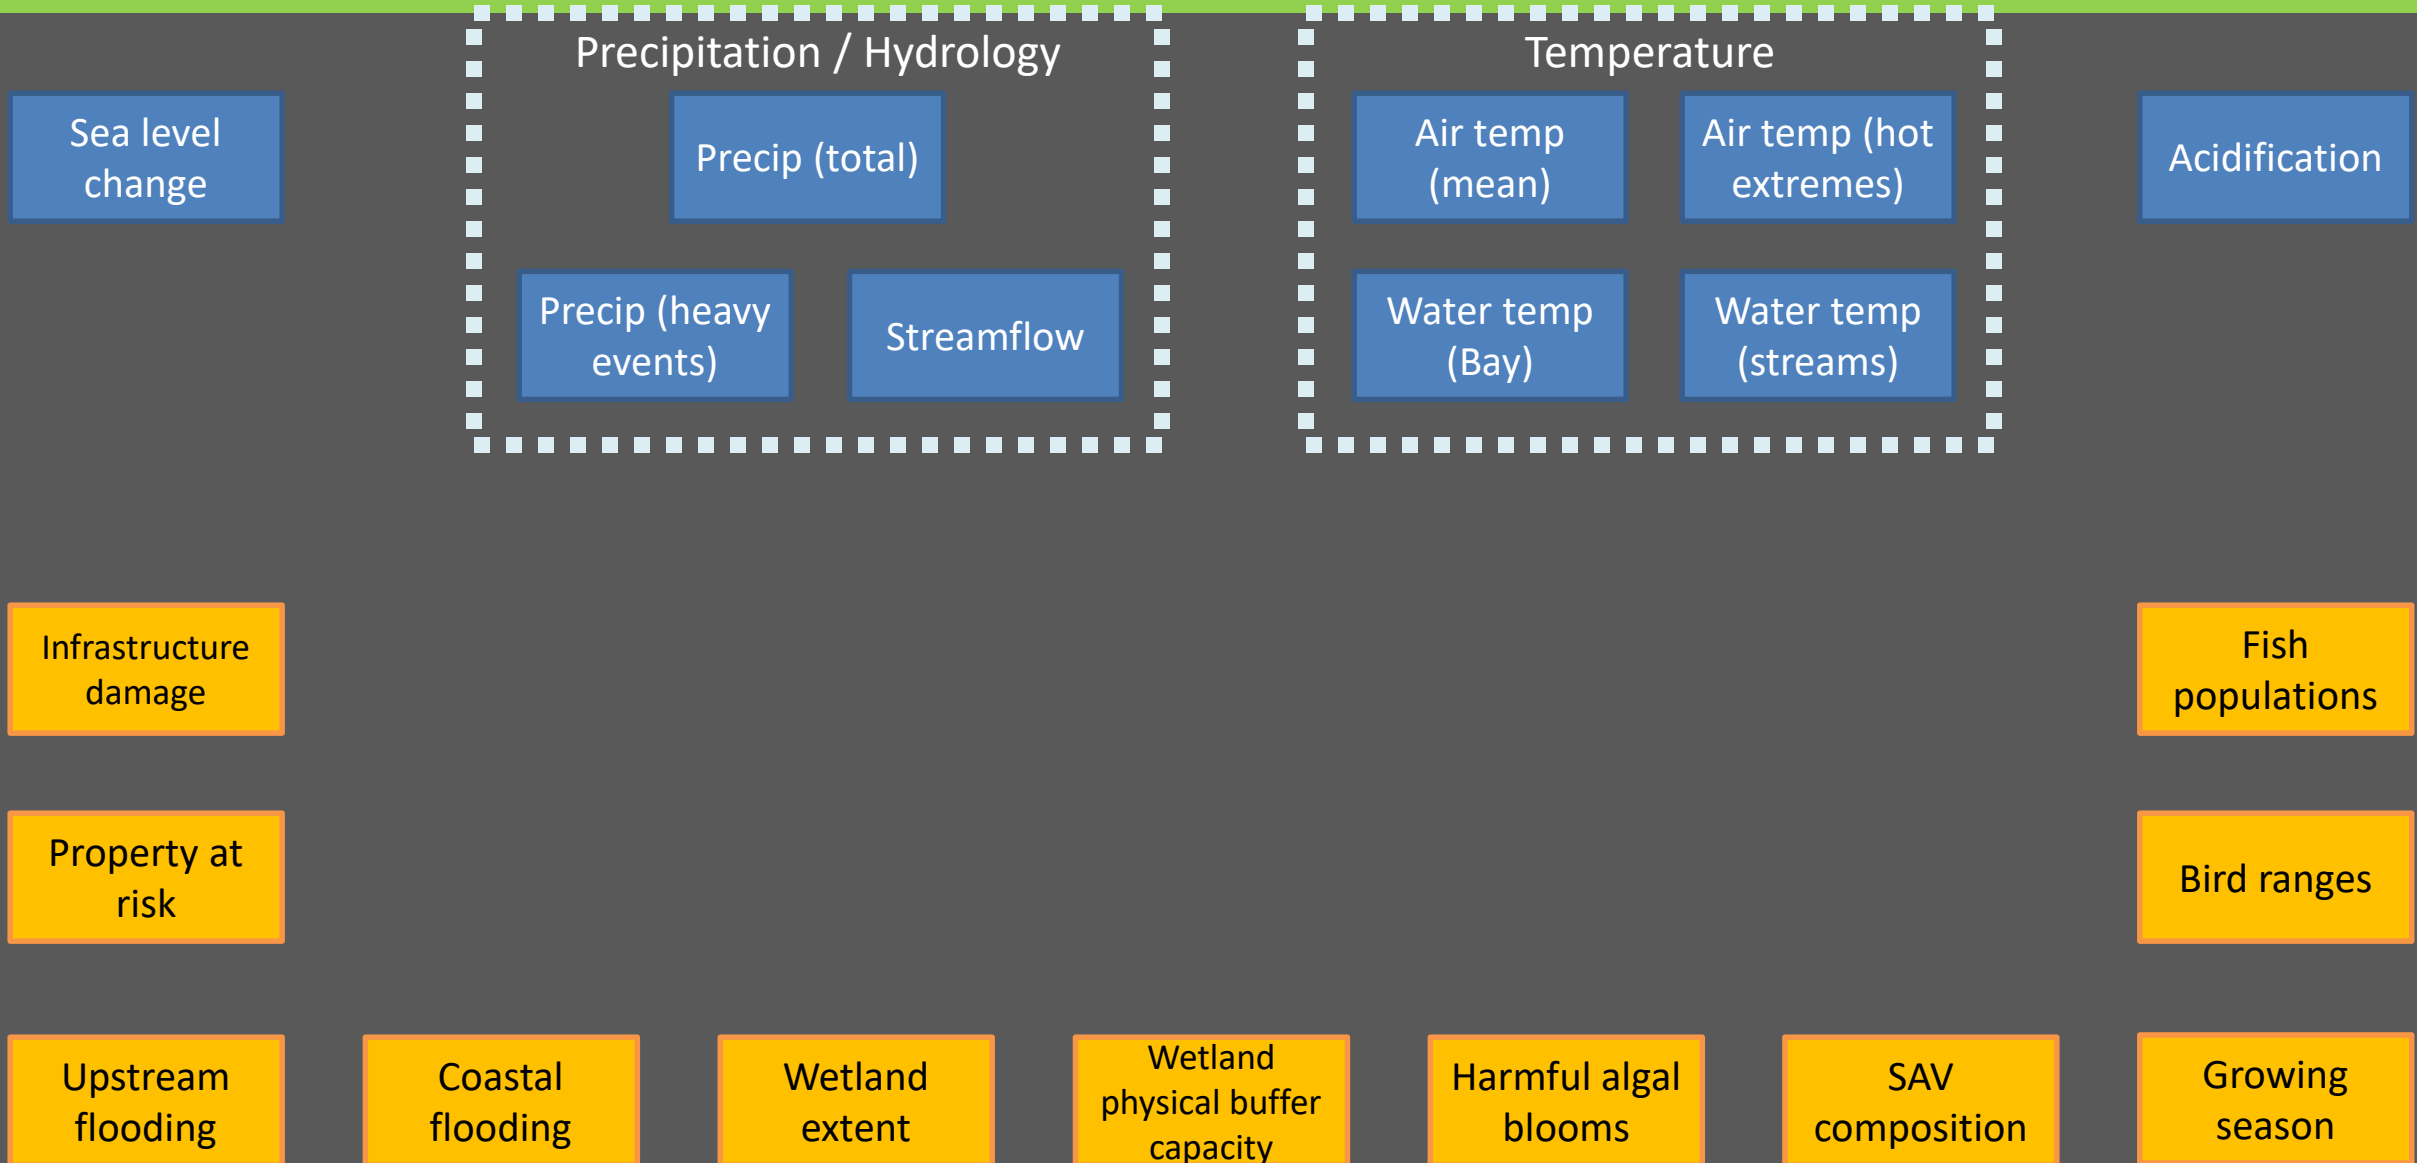 Precipitation / Hydrology
Temperature
Sea level
change
Precip (total)
Air temp
(mean)
Air temp (hot
extremes)
Acidification
Precip (heavy
events)
Streamflow
Water temp
(Bay)
Water temp
(streams)
Infrastructure
damage
Fish
populations
Property at
risk
Bird ranges
Upstream
flooding
Coastal
flooding
Wetland
extent
Wetland
physical buffer
capacity
Harmful algal
blooms
SAV
composition
Growing
season